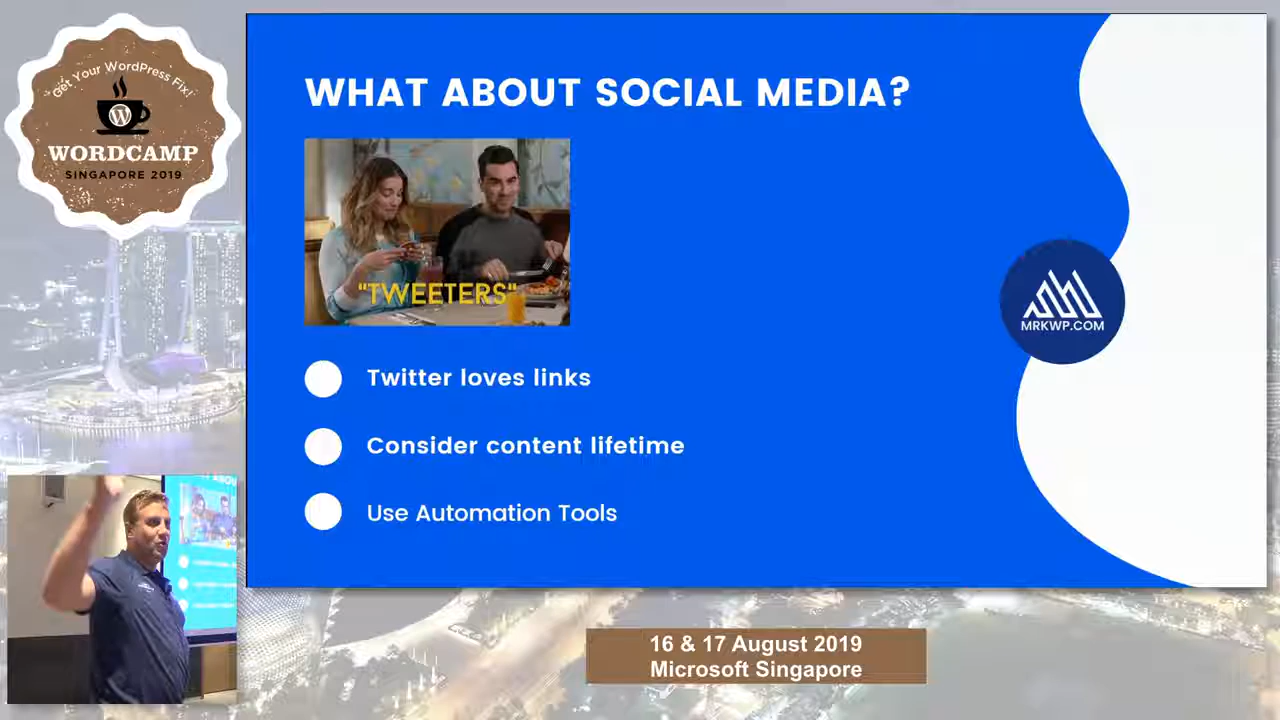 Get Your WordPress Fix!
WORDCAMP
SINGAPORE 2019
WHAT ABOUT SOCIAL MEDIA?
"TWEETERS"
MRKWP.COM
Twitter loves links
Consider content lifetime
Use Automation Tools
16 & 17 August 2019
Microsoft Singapore